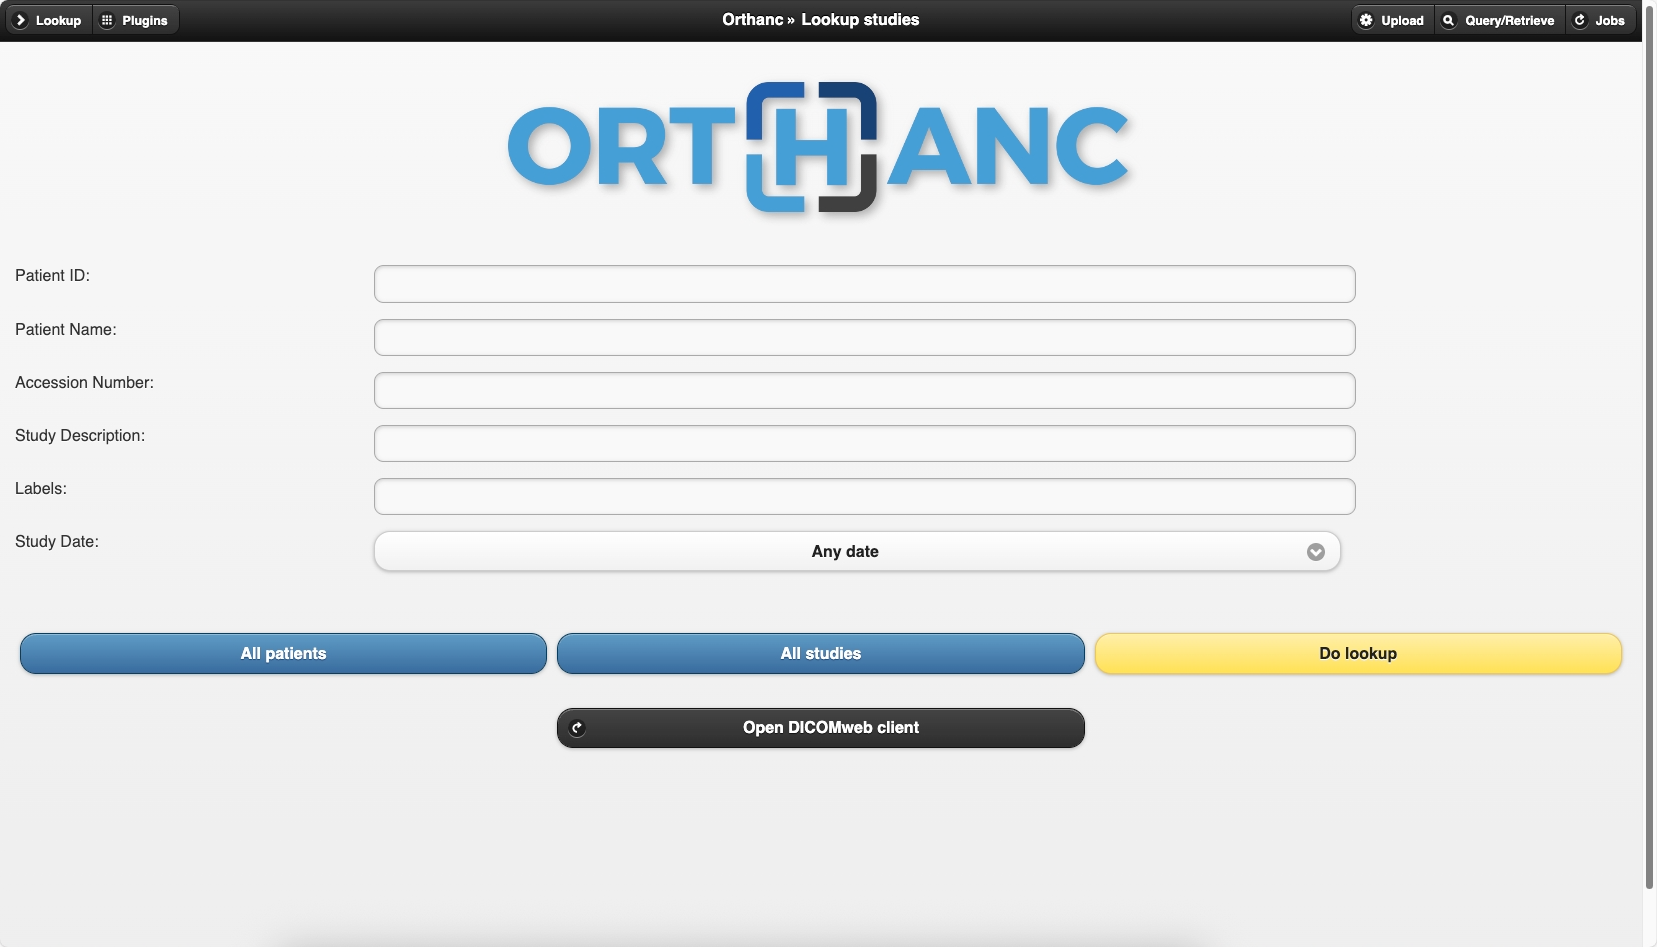 Lookup Plugins Orthanc » Lookup studies Upload Query/Retrieve Jobs
ORTHANC
Patient ID:
Patient Name:
Accession Number:
Study Description:
Labels:
Study Date: Any date
All patients All studies Do lookup
Open DICOMweb client